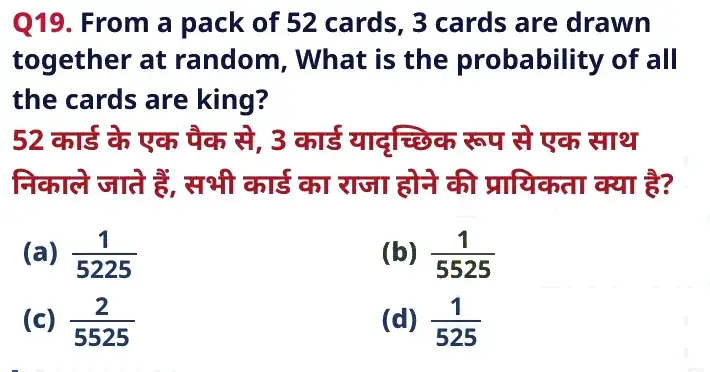 Q19. From a pack of 52 cards, 3 cards are drawn
together at random, What is the probability of all
the cards are king?
52 कार्ड के एक पैक से, 3 कार्ड यादृच्छिक रूप से एक साथ
निकाले जाते हैं, सभी कार्ड का राजा होने की प्रायिकता क्या है?
(a) 1/5225 (b) 1/5525
(c) 2/5525 (d) 1/525